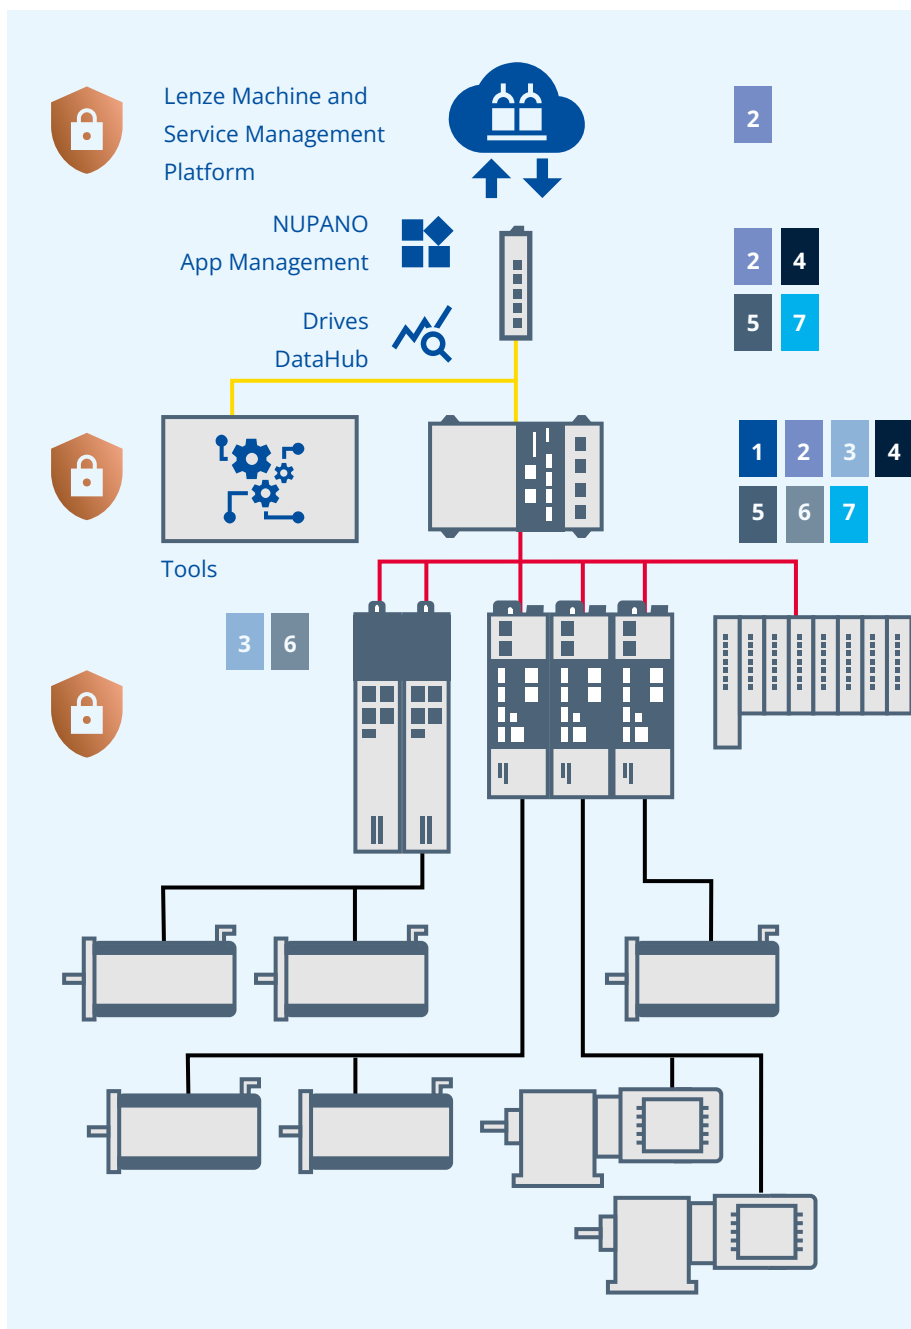 Lenze Machine and
Service Management
Platform
2
NUPANO
App Management
2 4
Drives
DataHub
5 7
1 2 3 4
5 6 7
Tools
3 6